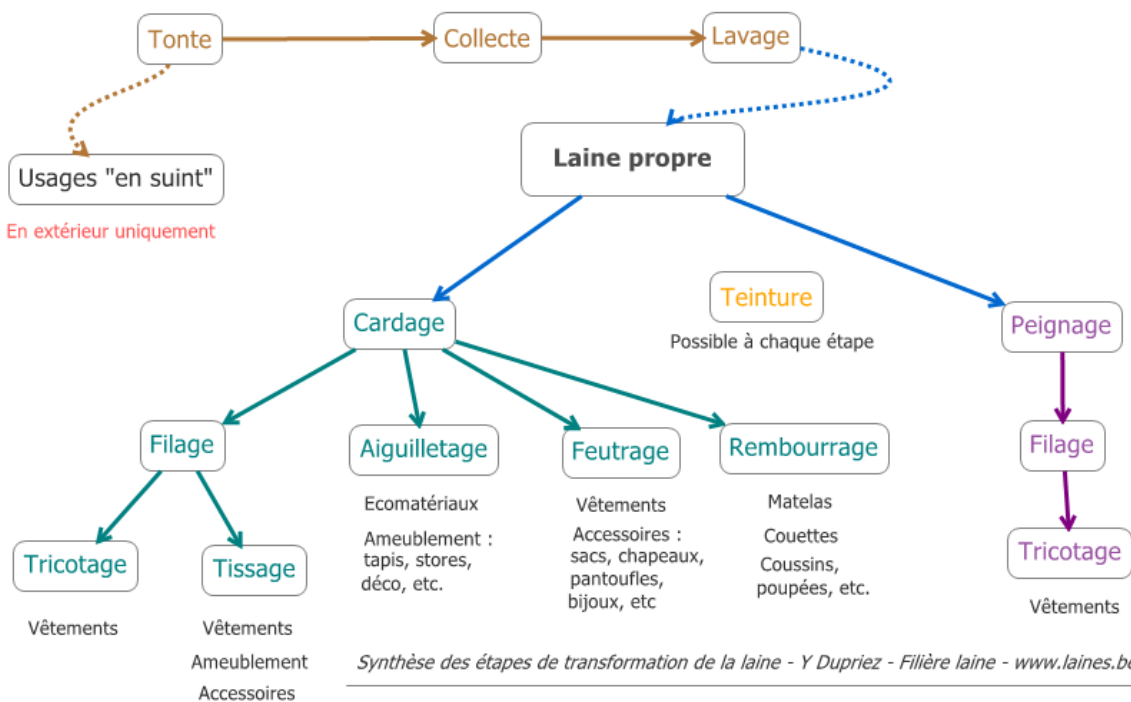 Tonte
Collecte
Lavage
Usages "en suint"
En extérieur uniquement
Laine propre
Cardage
Teinture
Possible à chaque étape
Peignage
Filage
Aiguilletage
Feutrage
Rembourrage
Filage
Ecomatériaux
Ameublement :
tapis, stores,
déco, etc.
Vêtements
Accessoires :
sacs, chapeaux,
pantoufles,
bijoux, etc
Matelas
Couettes
Coussins,
poupées, etc.
Tricotage
Tissage
Tricotage
Vêtements
Vêtements
Ameublement
Accessoires
Vêtements
Synthèse des étapes de transformation de la laine - Y Dupriez - Filière laine - www.laines.be